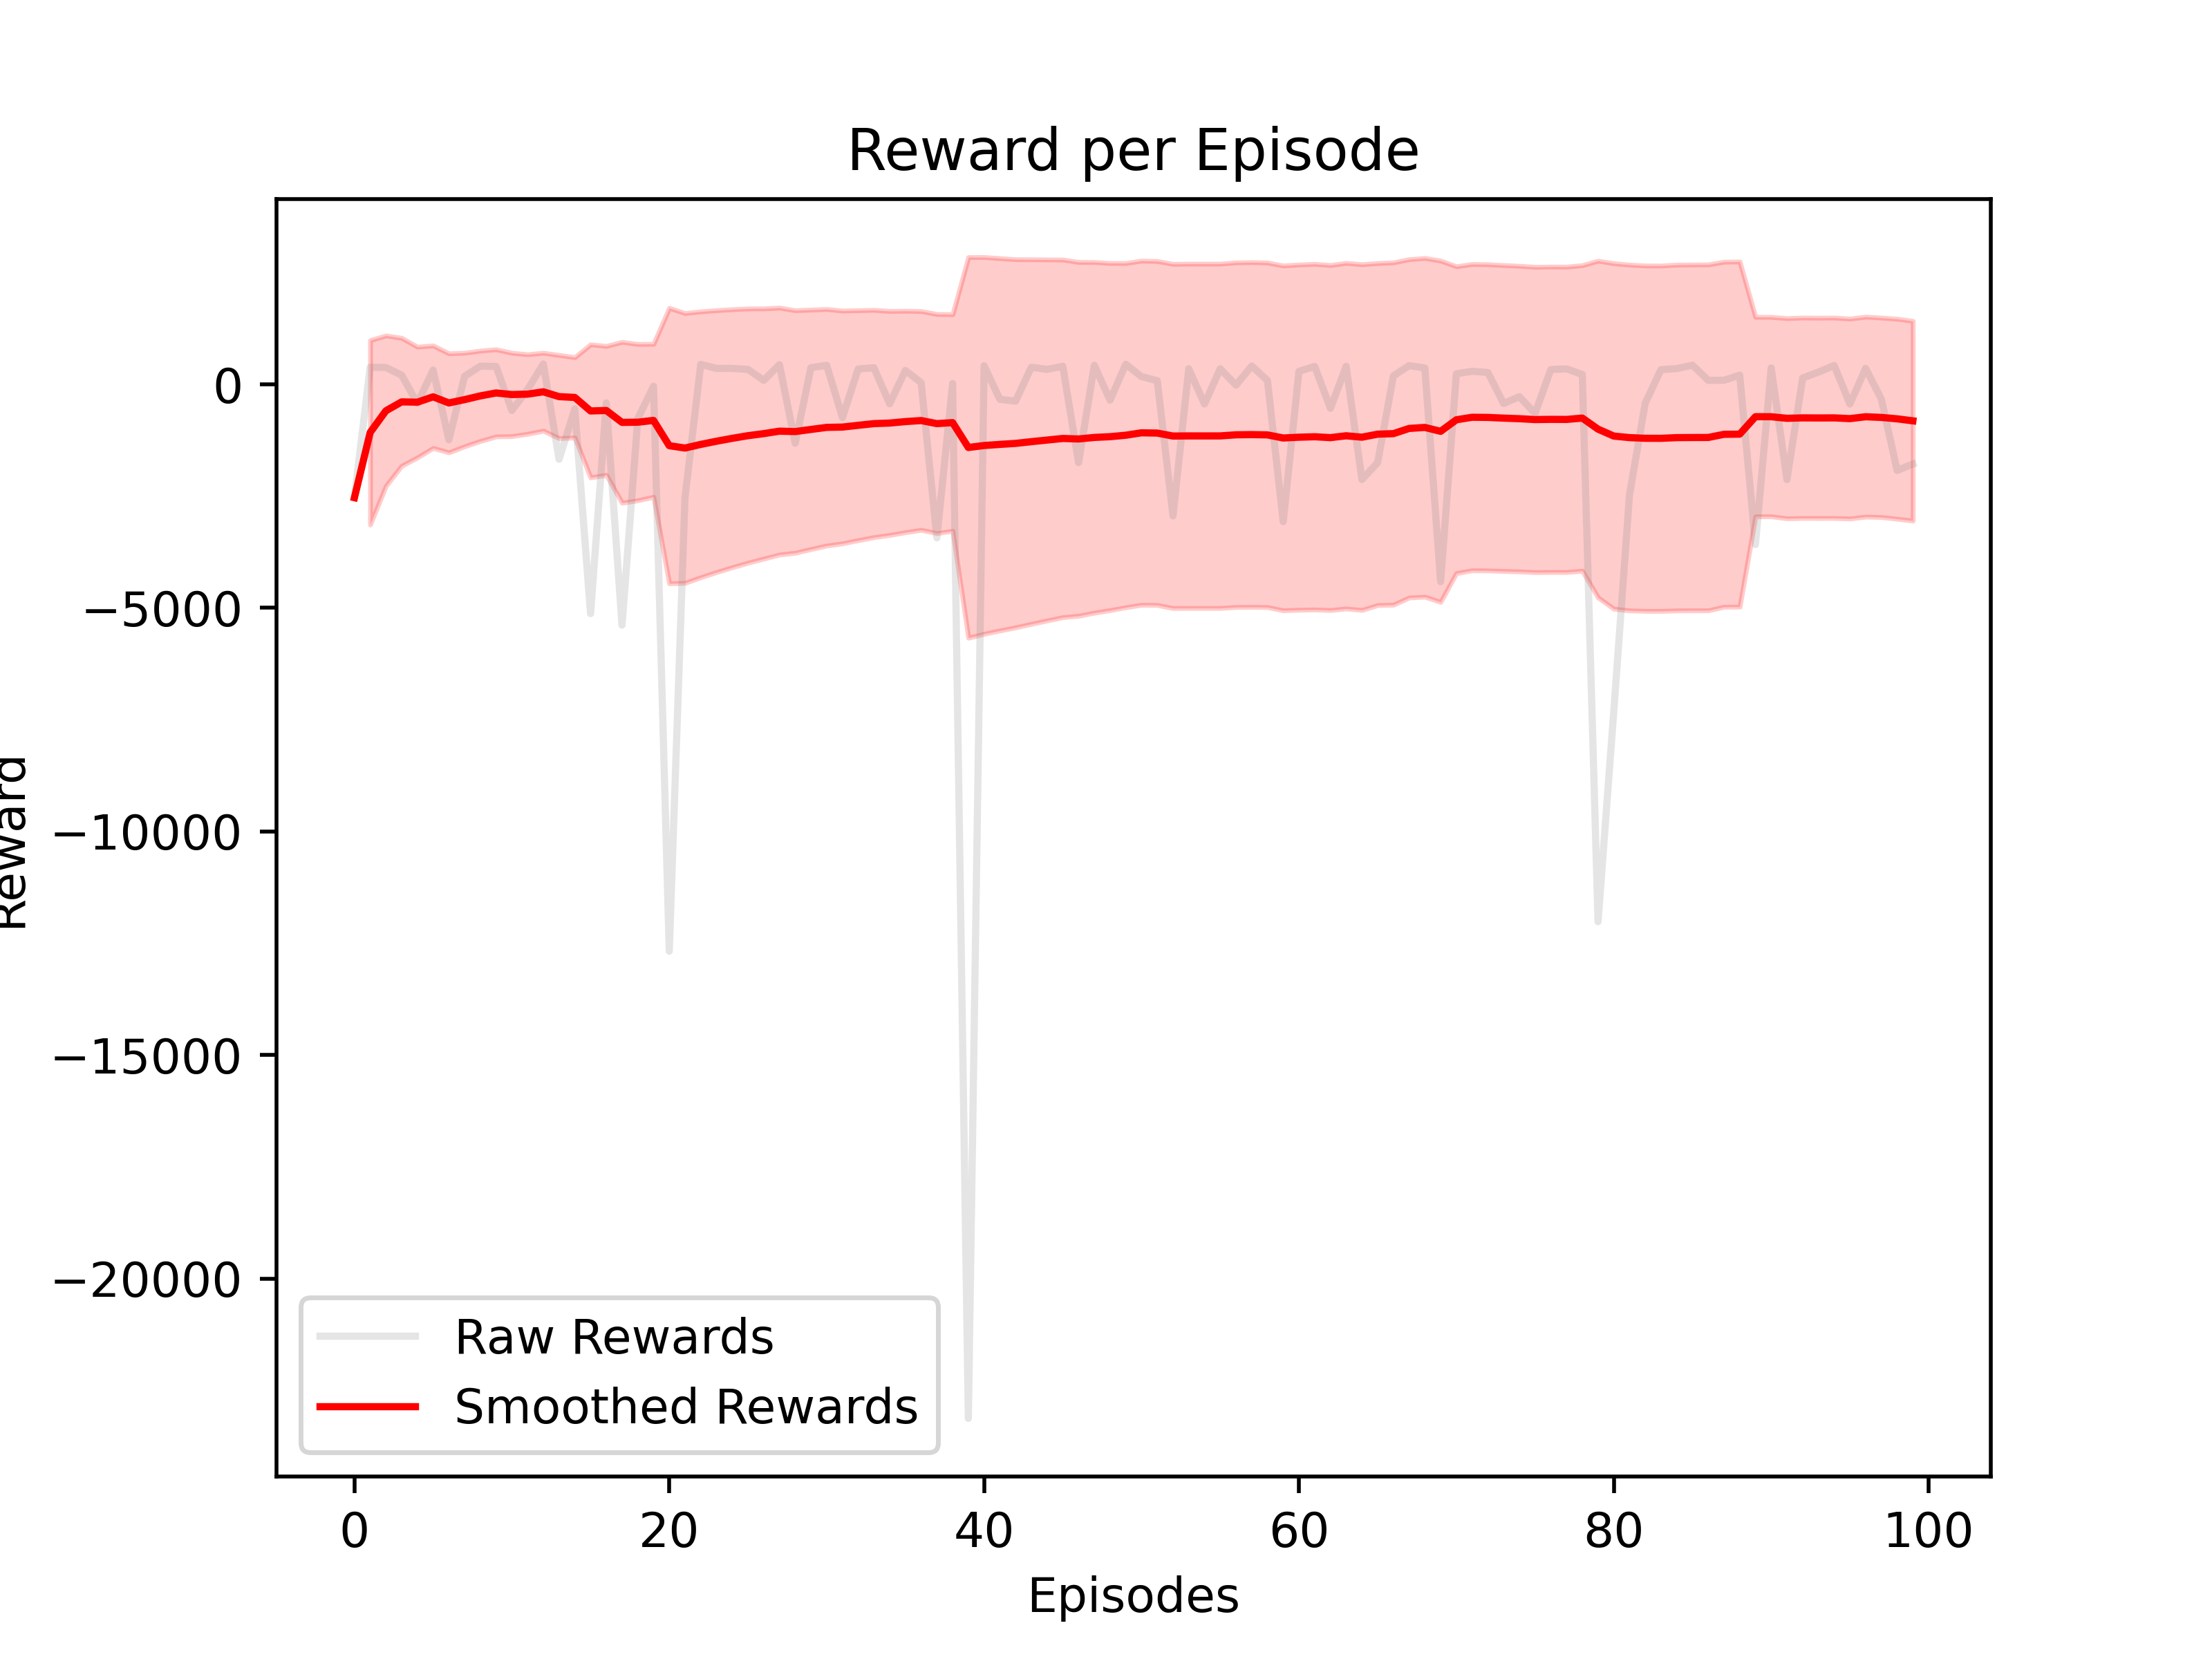 Reward per Episode
Reward
0
−5000
−10000
−15000
−20000
Raw Rewards
Smoothed Rewards
0 20 40 60 80 100
Episodes